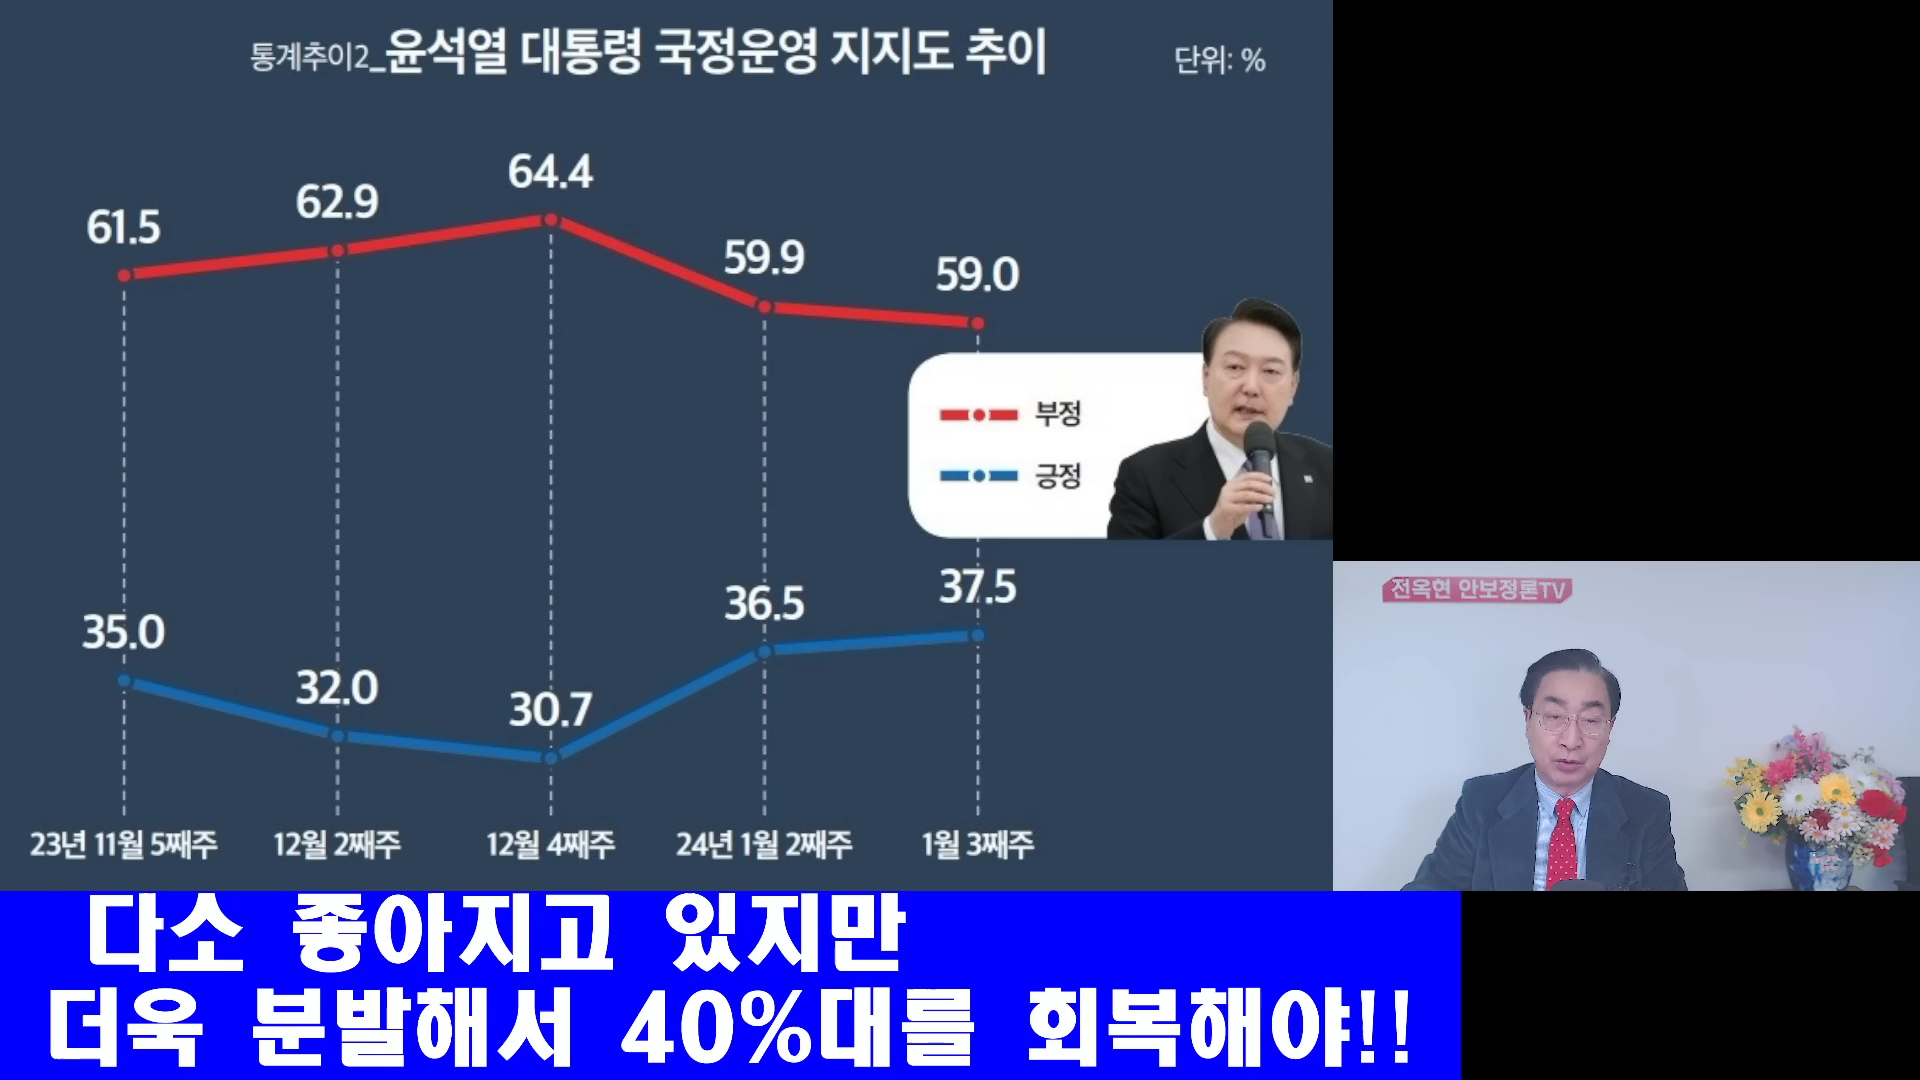 통계추이2_윤석열 대통령 국정운영 지지도 추이
단위: %
61.5
62.9
64.4
59.9
59.0
부정
긍정
35.0
32.0
30.7
36.5
37.5
23년 11월 5째주
12월 2째주
12월 4째주
24년 1월 2째주
1월 3째주
전옥현 안보정론TV
다소 좋아지고 있지만
더욱 분발해서 40%대를 회복해야!!